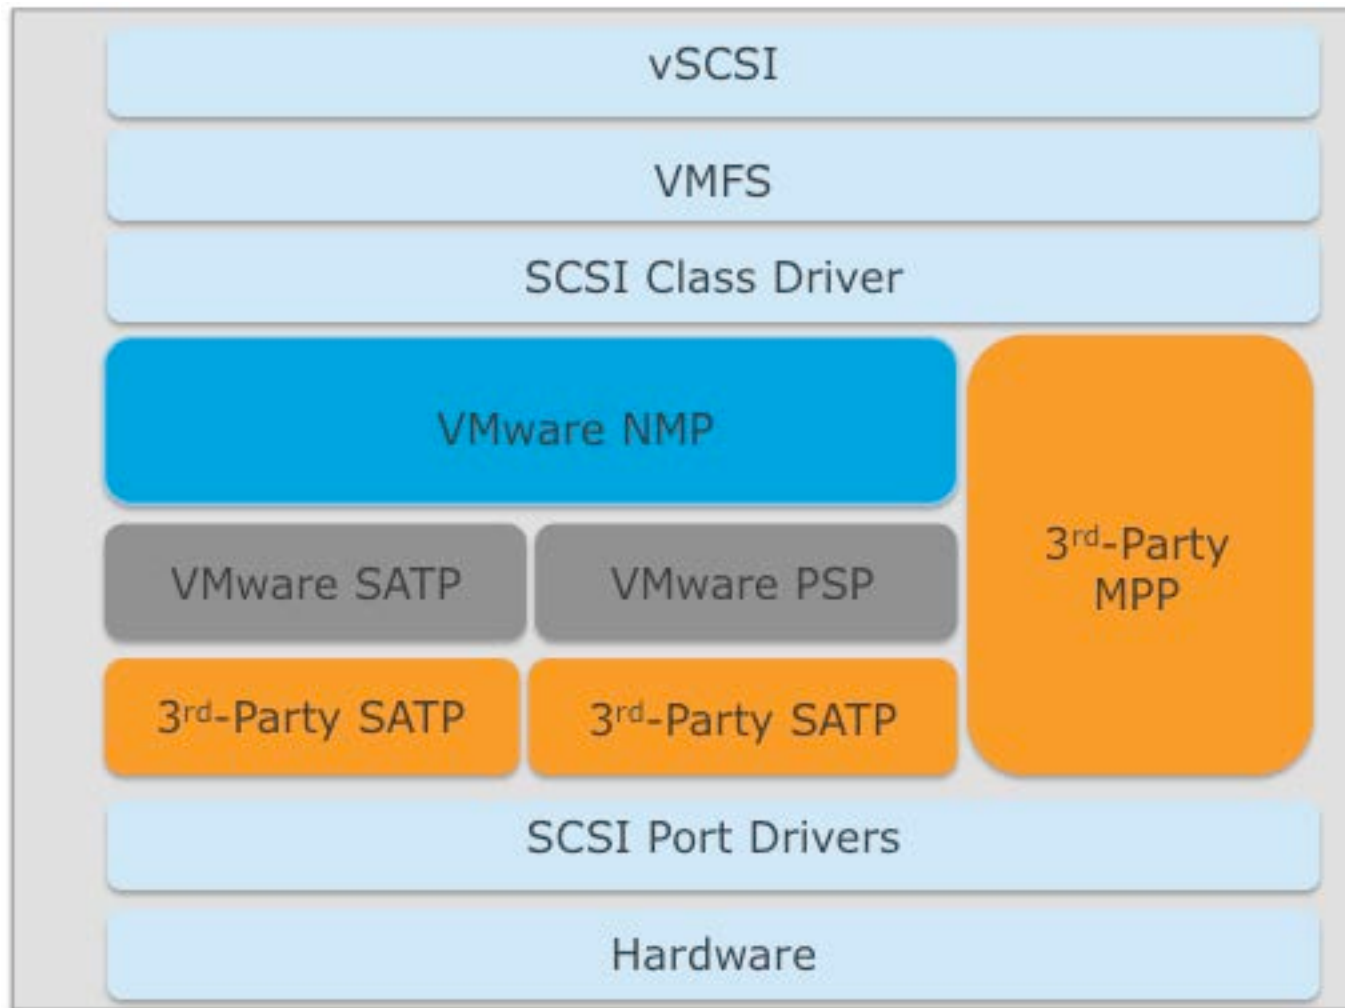 vSCSI
VMFS
SCSI Class Driver
VMware NMP
3rd-Party
MPP
VMware SATP
VMware PSP
3rd-Party SATP
3rd-Party SATP
SCSI Port Drivers
Hardware